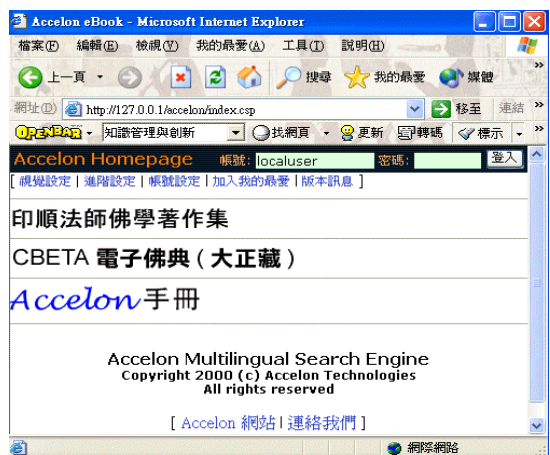 Accelon eBook - Microsoft Internet Explorer
檔案(F) 編輯(E) 檢視(V) 我的最愛(A) 工具(T) 說明(H)
上一頁 搜尋 我的最愛 媒體 »
網址(D) http://127.0.0.1/accelon/index.csp 移至 連結 »
OPENBAR 知識管理與創新 找網頁 更新 轉碼 標示 »
Accelon Homepage 帳號: localuser 密碼: 登入
[ 視覺設定 | 進階設定 | 帳號設定 | 加入我的最愛 | 版本訊息 ]
印順法師佛學著作集
CBETA 電子佛典 ( 大正藏 )
Accelon 手冊
Accelon Multilingual Search Engine
Copyright 2000 (c) Accelon Technologies
All rights reserved
[ Accelon 網站 | 連絡我們 ]
網際網路